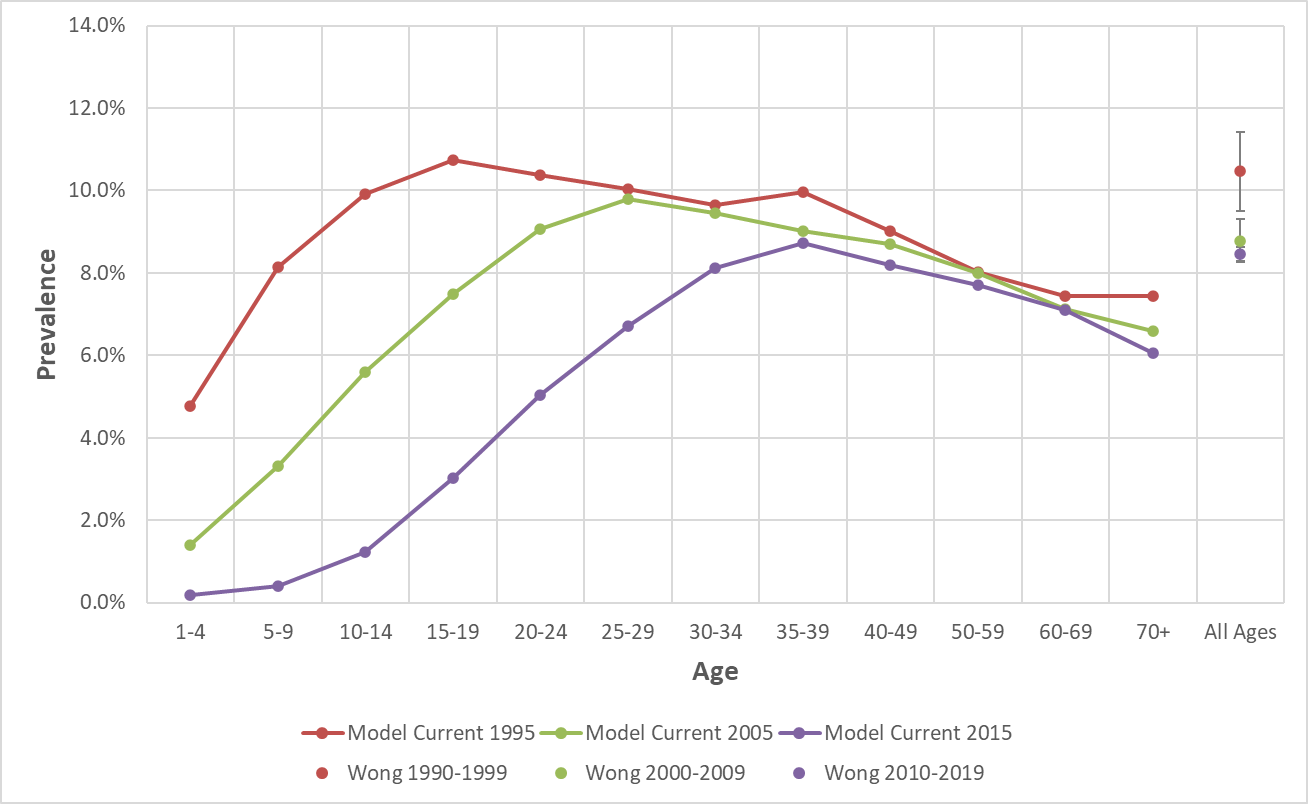 14.0%
12.0%
10.0%
8.0%
6.0%
4.0%
2.0%
0.0%
Prevalence
1-4 5-9 10-14 15-19 20-24 25-29 30-34 35-39 40-49 50-59 60-69 70+ All Ages
Age
Model Current 1995 Model Current 2005 Model Current 2015
Wong 1990-1999 Wong 2000-2009 Wong 2010-2019